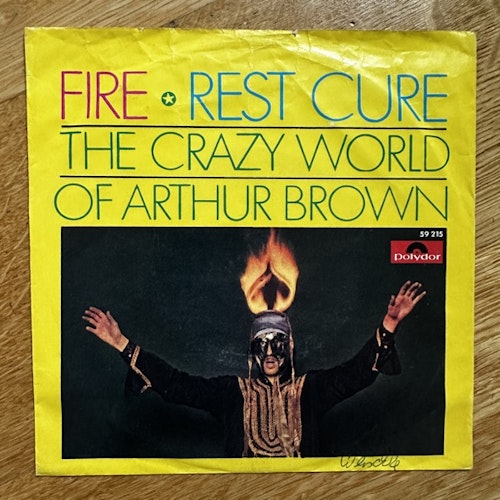 FIRE ✪ REST CURE
THE CRAZY WORLD
OF ARTHUR BROWN
59 215
Polydor